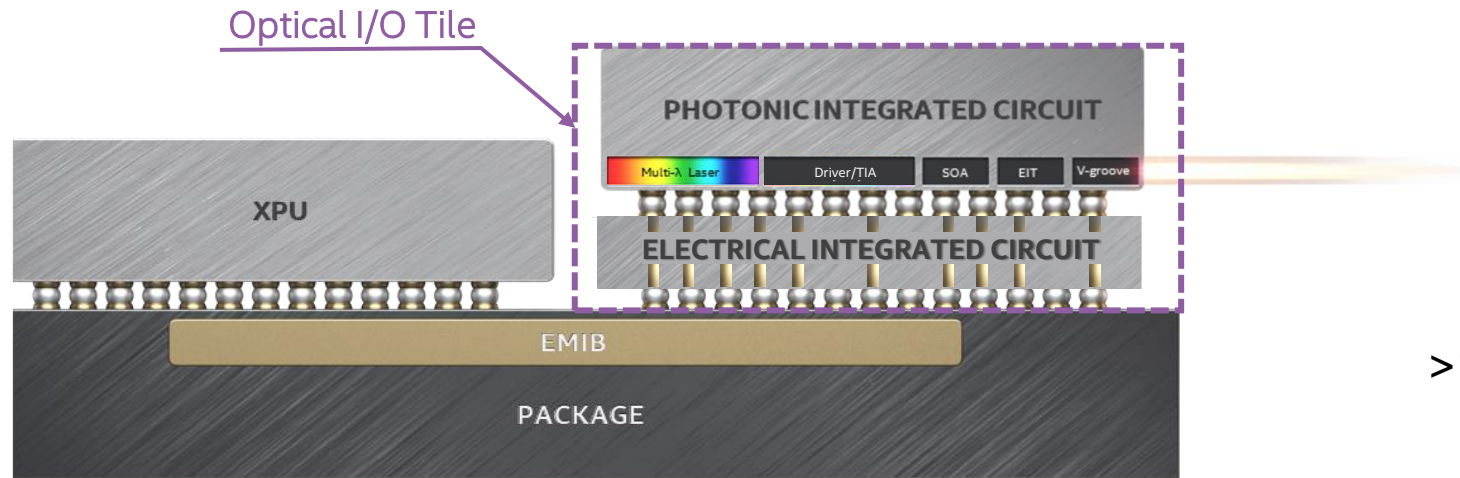 Optical I/O Tile
PHOTONIC INTEGRATED CIRCUIT
Multi-λ Laser
Driver/TIA
SOA
EIT
V-groove
XPU
ELECTRICAL INTEGRATED CIRCUIT
EMIB
>
PACKAGE